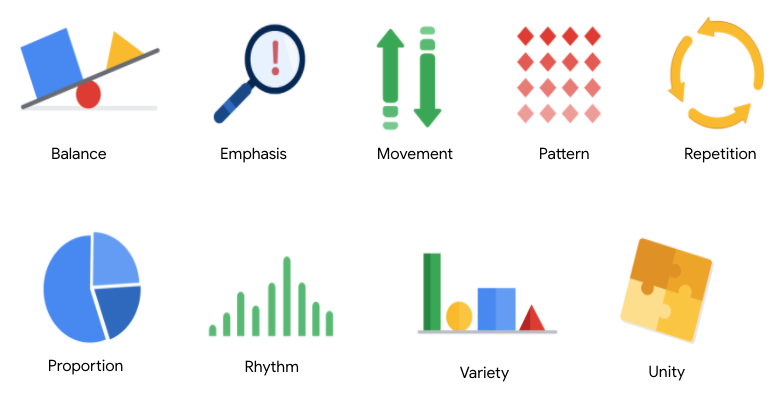 Balance
Emphasis
Movement
Pattern
Repetition
Proportion
Rhythm
Variety
Unity